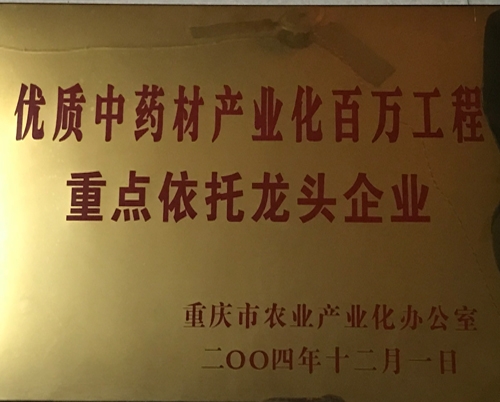 优质中药材产业化百万工程
重点依托龙头企业
重庆市农业产业化办公室
二〇〇四年十二月一日